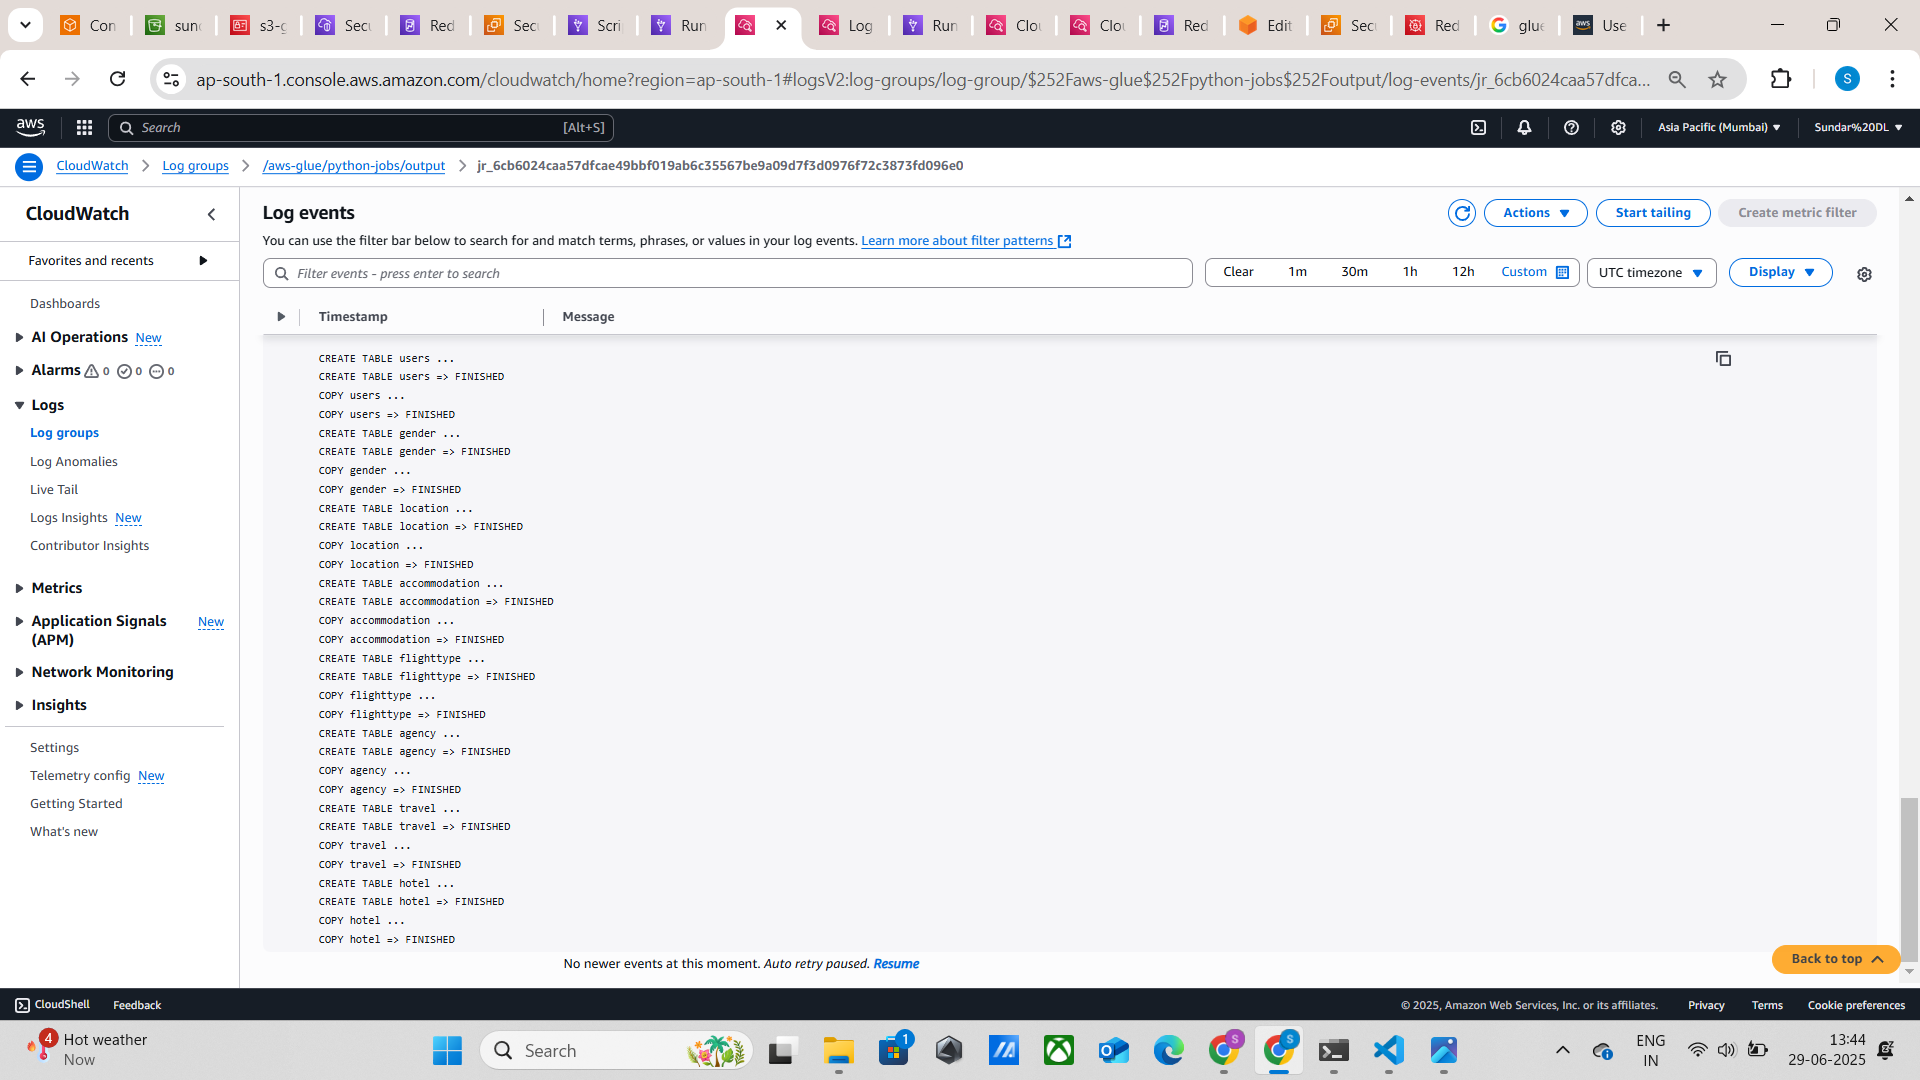 Con
sund
s3-g
Secu
Red
Secu
Scri
Run
Log
Run
Clou
Clou
Red
Edit
Secu
Red
glue
Use
ap-south-1.console.aws.amazon.com/cloudwatch/home?region=ap-south-1#logsV2:log-groups/log-group/$252Faws-glue$252Fpython-jobs$252Foutput/log-events/jr_6cb6024caa57dfca...
S
aws
Search
[Alt+S]
Asia Pacific (Mumbai)
Sundar%20DL
CloudWatch
Log groups
/aws-glue/python-jobs/output
jr_6cb6024caa57dfcae49bbf019ab6c35567be9a09d7f3d0976f72c3873fd096e0
CloudWatch
Favorites and recents
Dashboards
AI Operations New
Alarms 0 0 0
Logs
Log groups
Log Anomalies
Live Tail
Logs Insights New
Contributor Insights
Metrics
Application Signals New
(APM)
Network Monitoring
Insights
Settings
Telemetry config New
Getting Started
What's new
Log events
Actions
Start tailing
Create metric filter
You can use the filter bar below to search for and match terms, phrases, or values in your log events. Learn more about filter patterns
Filter events - press enter to search
Clear 1m 30m 1h 12h Custom
UTC timezone
Display
Timestamp
Message
CREATE TABLE users ...
CREATE TABLE users => FINISHED
COPY users ...
COPY users => FINISHED
CREATE TABLE gender ...
CREATE TABLE gender => FINISHED
COPY gender ...
COPY gender => FINISHED
CREATE TABLE location ...
CREATE TABLE location => FINISHED
COPY location ...
COPY location => FINISHED
CREATE TABLE accommodation ...
CREATE TABLE accommodation => FINISHED
COPY accommodation ...
COPY accommodation => FINISHED
CREATE TABLE flighttype ...
CREATE TABLE flighttype => FINISHED
COPY flighttype ...
COPY flighttype => FINISHED
CREATE TABLE agency ...
CREATE TABLE agency => FINISHED
COPY agency ...
COPY agency => FINISHED
CREATE TABLE travel ...
CREATE TABLE travel => FINISHED
COPY travel ...
COPY travel => FINISHED
CREATE TABLE hotel ...
CREATE TABLE hotel => FINISHED
COPY hotel ...
COPY hotel => FINISHED
No newer events at this moment. Auto retry paused. Resume
Back to top
CloudShell
Feedback
© 2025, Amazon Web Services, Inc. or its affiliates.
Privacy
Terms
Cookie preferences
4
Hot weather
Now
Search
1
S
S
ENG
IN
13:44
29-06-2025